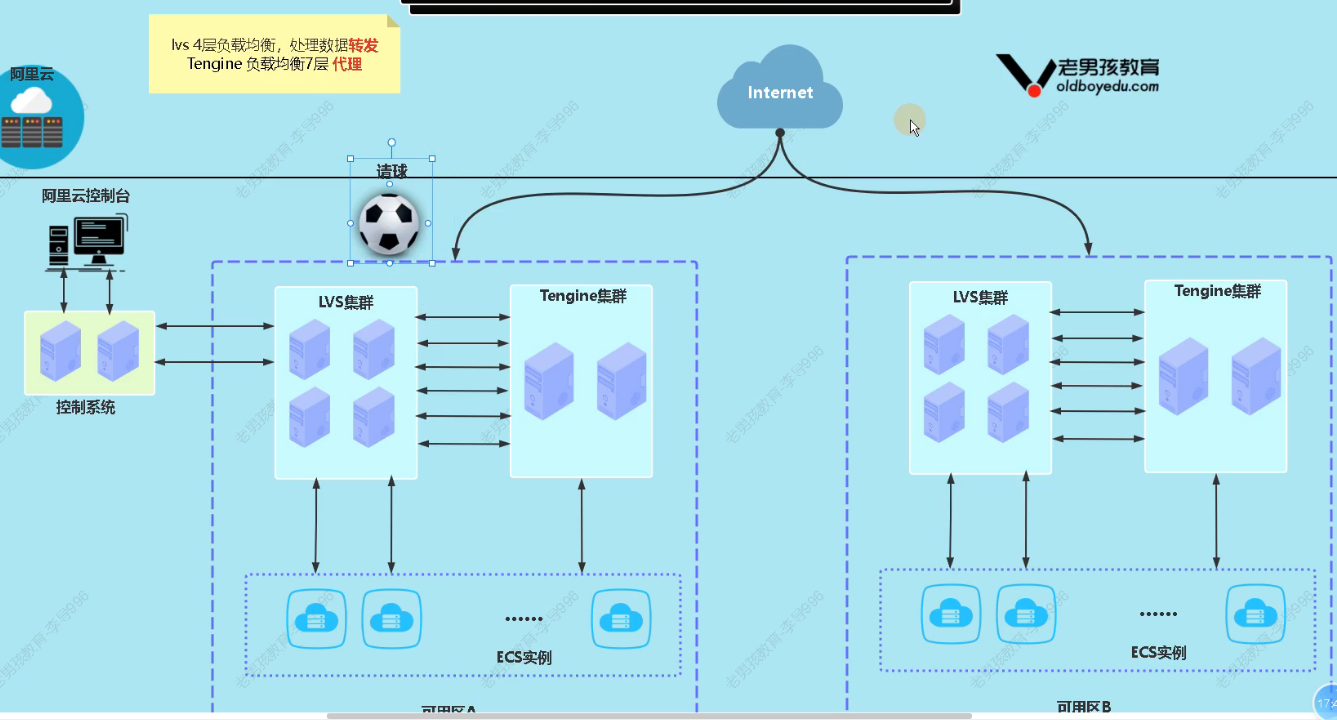 lvs 4层负载均衡，处理数据转发
Tengine 负载均衡7层 代理
阿里云
Internet
老男孩教育
oldboyedu.com
请球
阿里云控制台
控制系统
LVS集群
Tengine集群
LVS集群
Tengine集群
......
ECS实例
......
ECS实例
可用区A
可用区B
老男孩教育-李导996